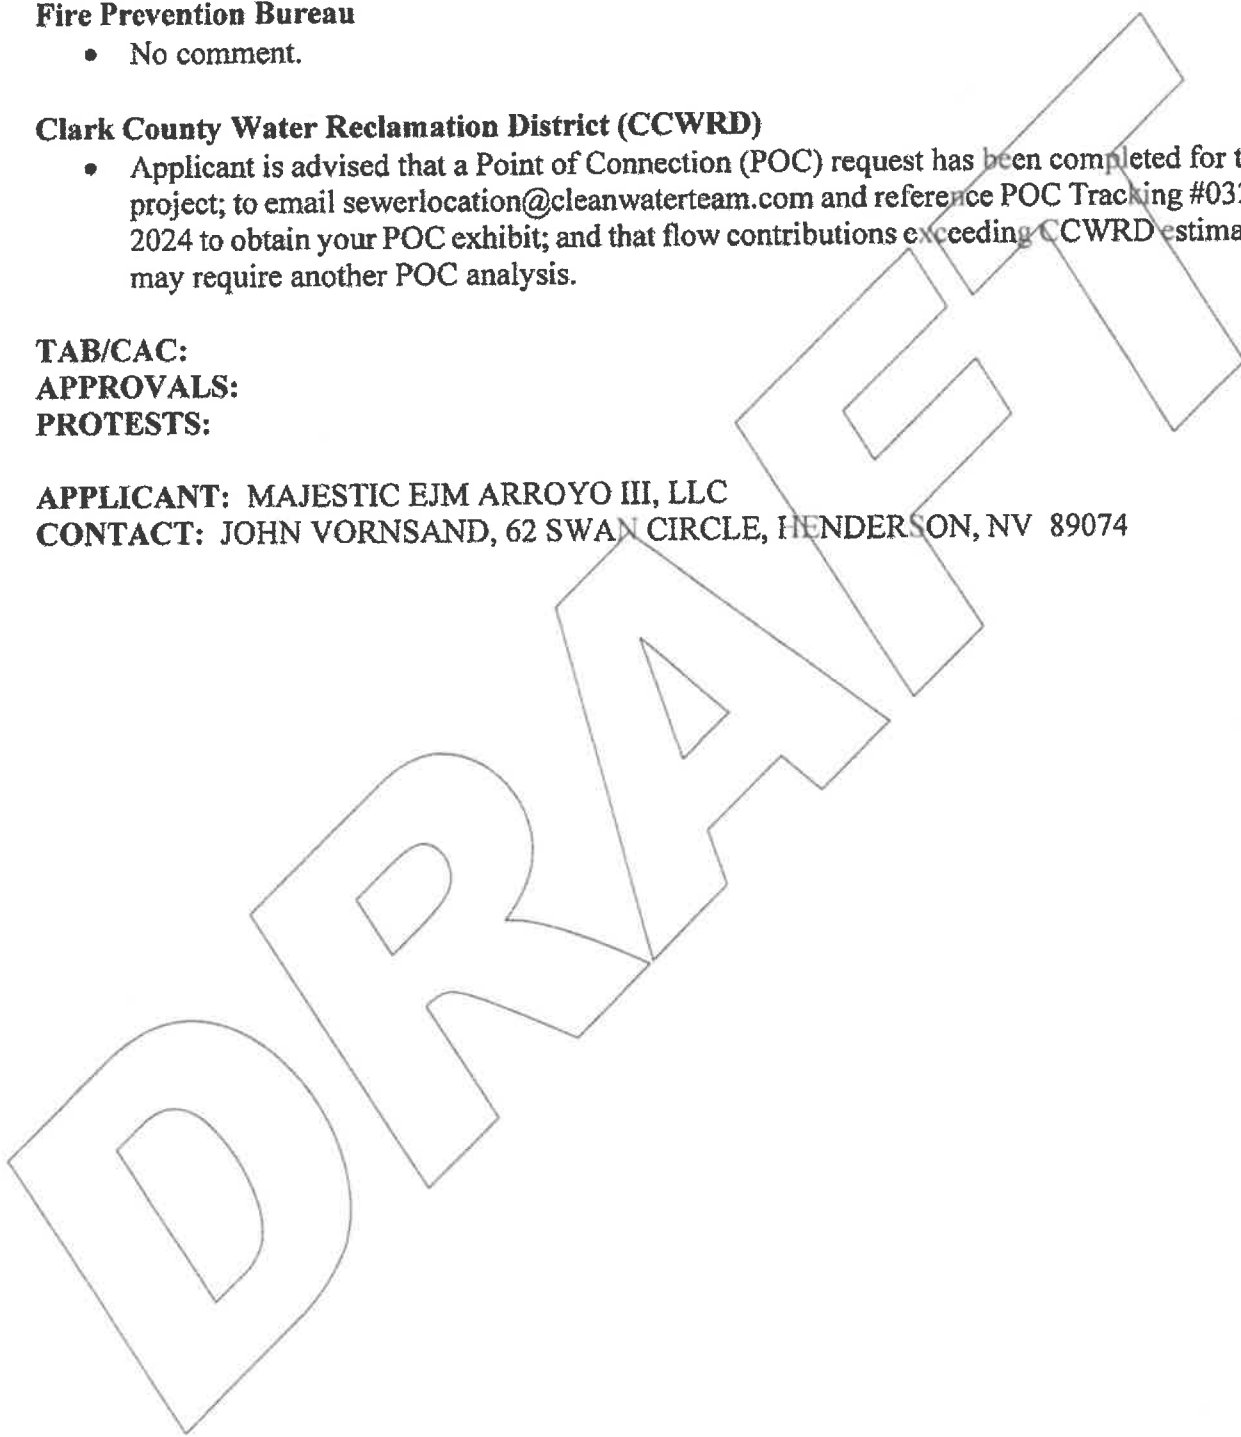 Fire Prevention Bureau
• No comment.
Clark County Water Reclamation District (CCWRD)
• Applicant is advised that a Point of Connection (POC) request has been completed for
project; to email sewerlocation@cleanwaterteam.com and reference POC Tracking
2024 to obtain your POC exhibit; and that flow contributions exceeding CCWRD
may require another POC analysis.
TAB/CAC:
APPROVALS:
PROTESTS:
APPLICANT: MAJESTIC EJM ARROYO III, LLC
CONTACT: JOHN VORNSAND, 62 SWAN CIRCLE, HENDERSON, NV 89074
DRAFT